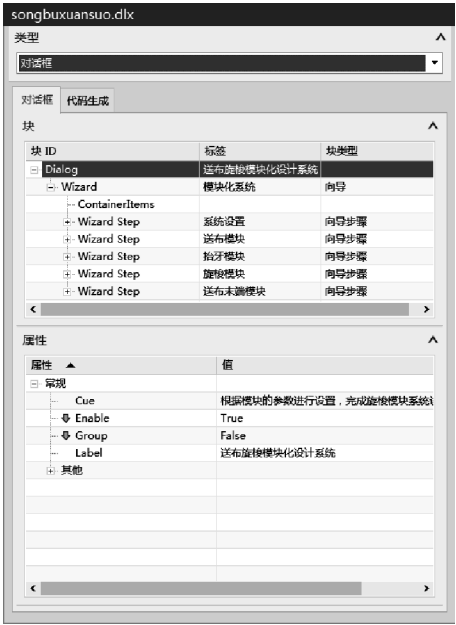 songbuxuansuo.dlx
类型
对话框
对话框 代码生成
块
块 ID 标签 块类型
Dialog 送布旋梭模块化设计系统
Wizard 模块化系统 向导
ContainerItems
Wizard Step 系统设置 向导步骤
Wizard Step 送布模块 向导步骤
Wizard Step 抬牙模块 向导步骤
Wizard Step 旋梭模块 向导步骤
Wizard Step 送布末端模块 向导步骤
属性
属性 值
常规
Cue 根据模块的参数进行设置，完成旋梭模块系统
Enable True
Group False
Label 送布旋梭模块化设计系统
其他